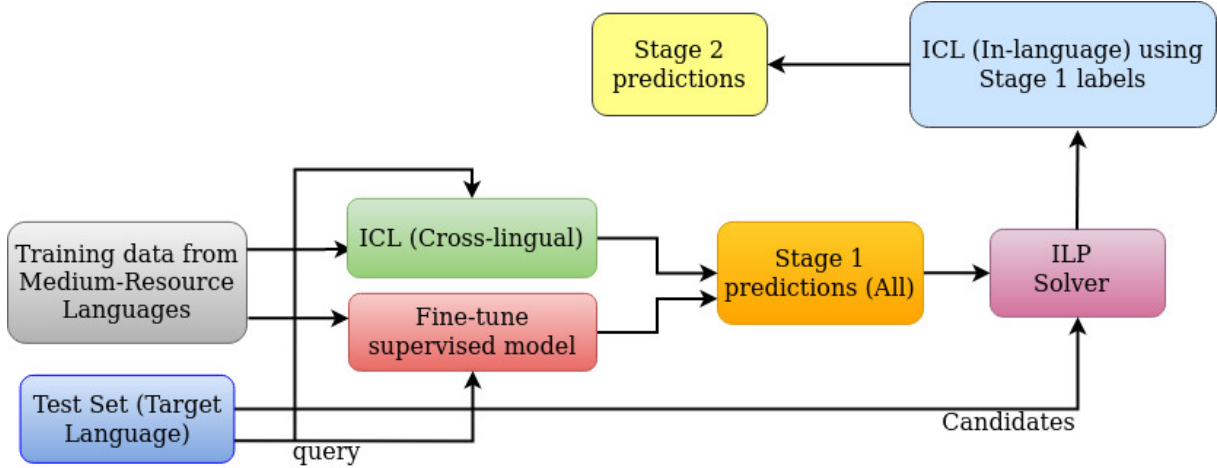 Stage 2
predictions
ICL (In-language) using
Stage 1 labels
Training data from
Medium-Resource
Languages
ICL (Cross-lingual)
Fine-tune
supervised model
Stage 1
predictions (All)
ILP
Solver
Test Set (Target
Language)
query
Candidates